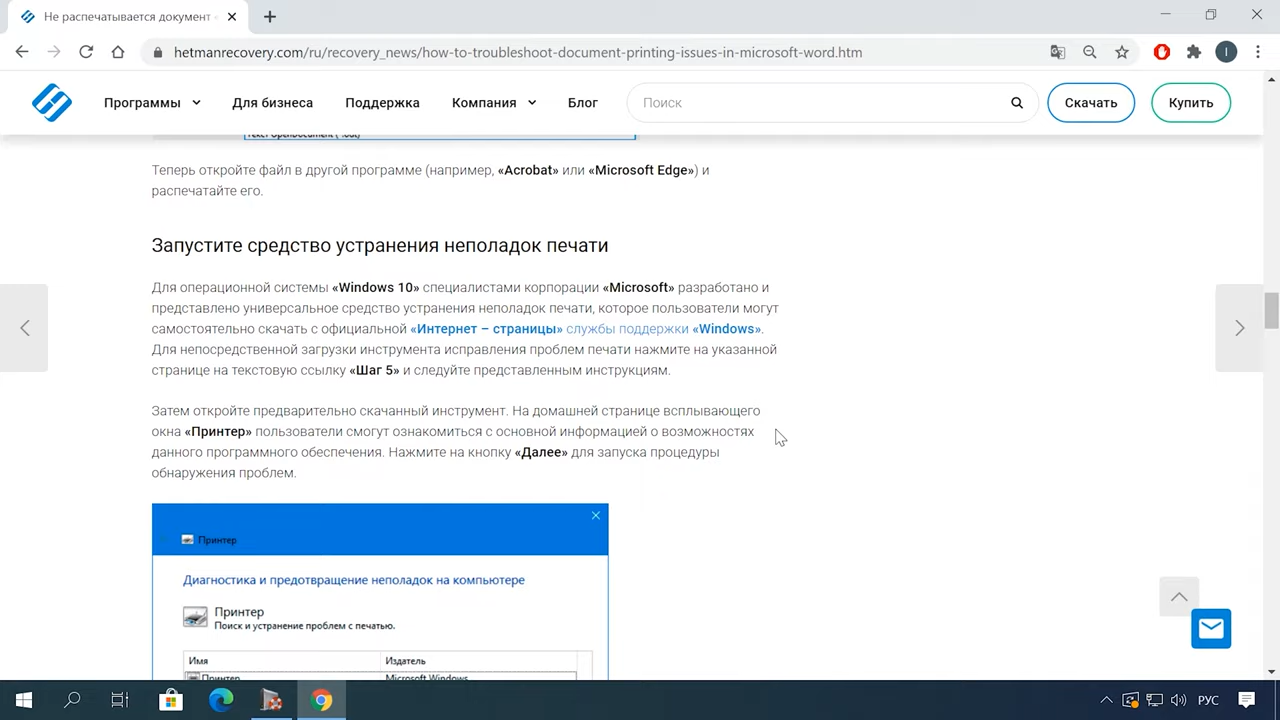 Не распечатывается документ
hetmanrecovery.com/ru/recovery_news/how-to-troubleshoot-document-printing-issues-in-microsoft-word.htm
I
Программы
Для бизнеса
Поддержка
Компания
Блог
Поиск
Скачать
Купить
Текст OpenDocument (*.odt)
Теперь откройте файл в другой программе (например, «Acrobat» или «Microsoft Edge») и
распечатайте его.
Запустите средство устранения неполадок печати
Для операционной системы «Windows 10» специалистами корпорации «Microsoft» разработано и
представлено универсальное средство устранения неполадок печати, которое пользователи могут
самостоятельно скачать с официальной «Интернет – страницы» службы поддержки «Windows».
Для непосредственной загрузки инструмента исправления проблем печати нажмите на указанной
странице на текстовую ссылку «Шаг 5» и следуйте представленным инструкциям.
Затем откройте предварительно скачанный инструмент. На домашней странице всплывающего
окна «Принтер» пользователи смогут ознакомиться с основной информацией о возможностях
данного программного обеспечения. Нажмите на кнопку «Далее» для запуска процедуры
обнаружения проблем.
Принтер
Диагностика и предотвращение неполадок на компьютере
Принтер
Поиск и устранение проблем с печатью.
Имя Издатель
Принтер Microsoft Windows
РУС